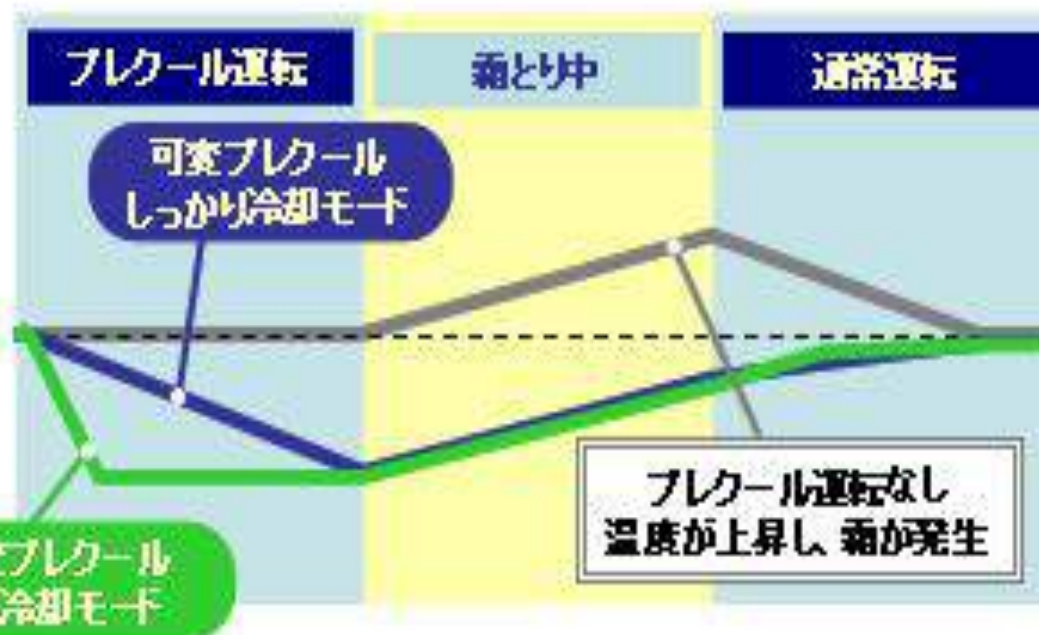 プレクール運転
霜とり中
通常運転
可変プレクール
しっかり冷却モード
プレクール運転なし
温度が上昇し、霜が発生
プレクール
冷却モード